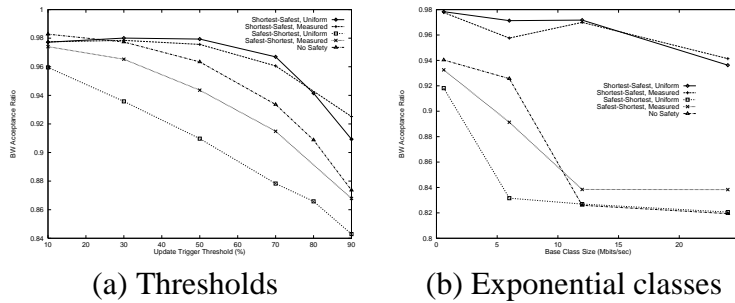 1
0.98
0.96
0.94
0.92
0.9
0.88
0.86
0.84
BW Acceptance Ratio
10 20 30 40 50 60 70 80 90
Update Trigger Threshold (%)
Shortest-Safest, Uniform
Shortest-Safest, Measured
Safest-Shortest, Uniform
Safest-Shortest, Measured
No Safety
(a) Thresholds
0.98
0.96
0.94
0.92
0.9
0.88
0.86
0.84
0.82
0.8
BW Acceptance Ratio
0 5 10 15 20
Base Class Size (Mbits/sec)
Shortest-Safest, Uniform
Shortest-Safest, Measured
Safest-Shortest, Uniform
Safest-Shortest, Measured
No Safety
(b) Exponential classes